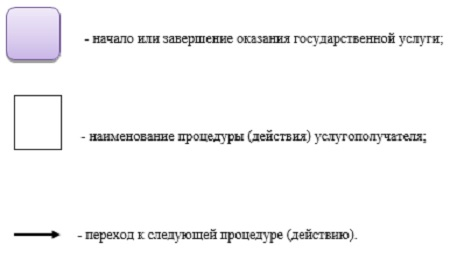 - начало или завершение оказания государственной услуги;
- наименование процедуры (действия) услугополучателя;
- переход к следующей процедуре (действию).